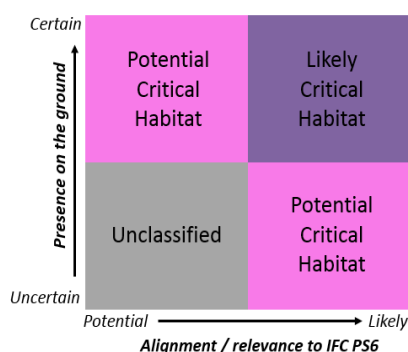 Certain
Presence on the ground
Uncertain
Potential
Critical
Habitat
Likely
Critical
Habitat
Unclassified
Potential
Critical
Habitat
Potential
Likely
Alignment / relevance to IFC PS6